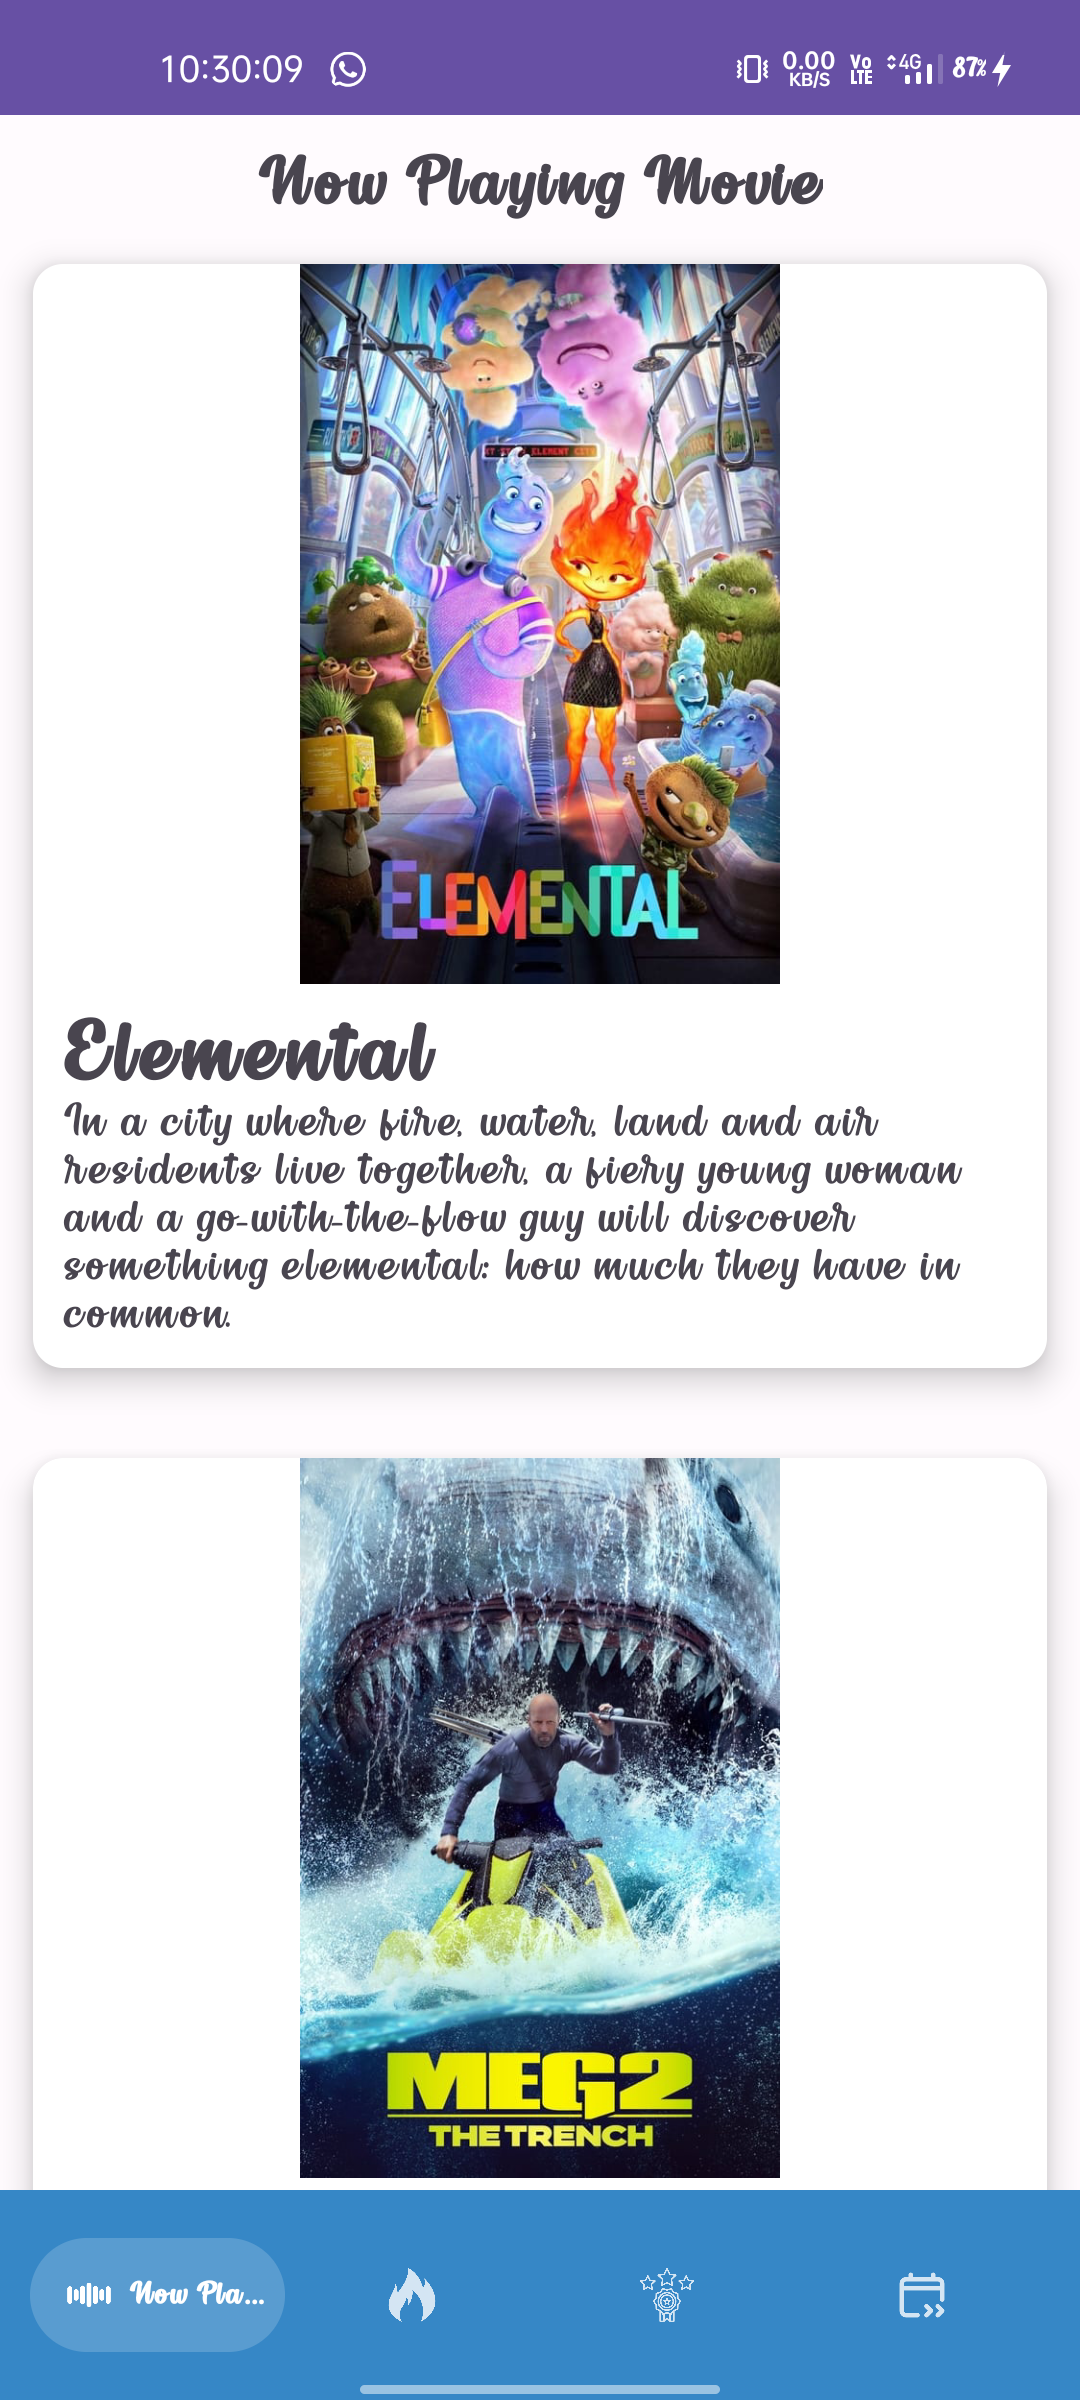 10:30:09
0.00 KB/S Vo LTE 4G 87%
Now Playing Movie
ELEMENT CITY
ELEMENTAL
Elemental
In a city where fire, water, land and air
residents live together, a fiery young woman
and a go-with-the-flow guy will discover
something elemental: how much they have in
common.
MEG2
THE TRENCH
Now Pla...